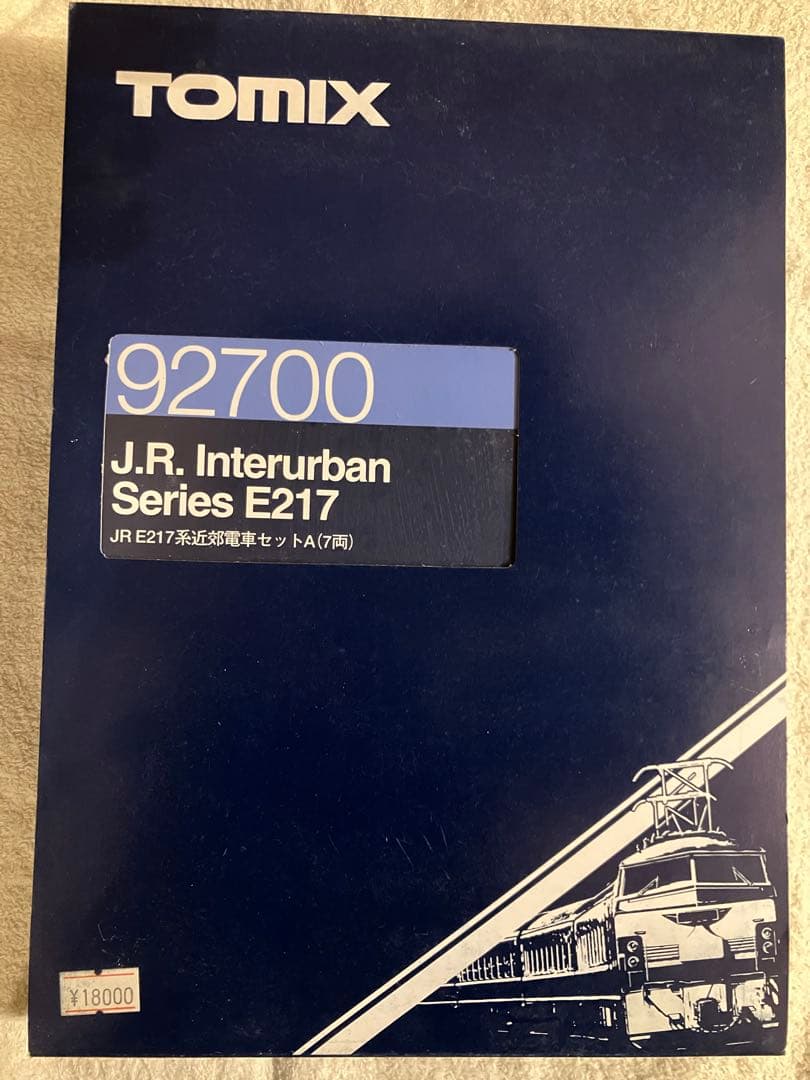 TOMIX
92700
J.R. Interurban
Series E217
JR E217系近郊電車セットA(7両)
¥18000